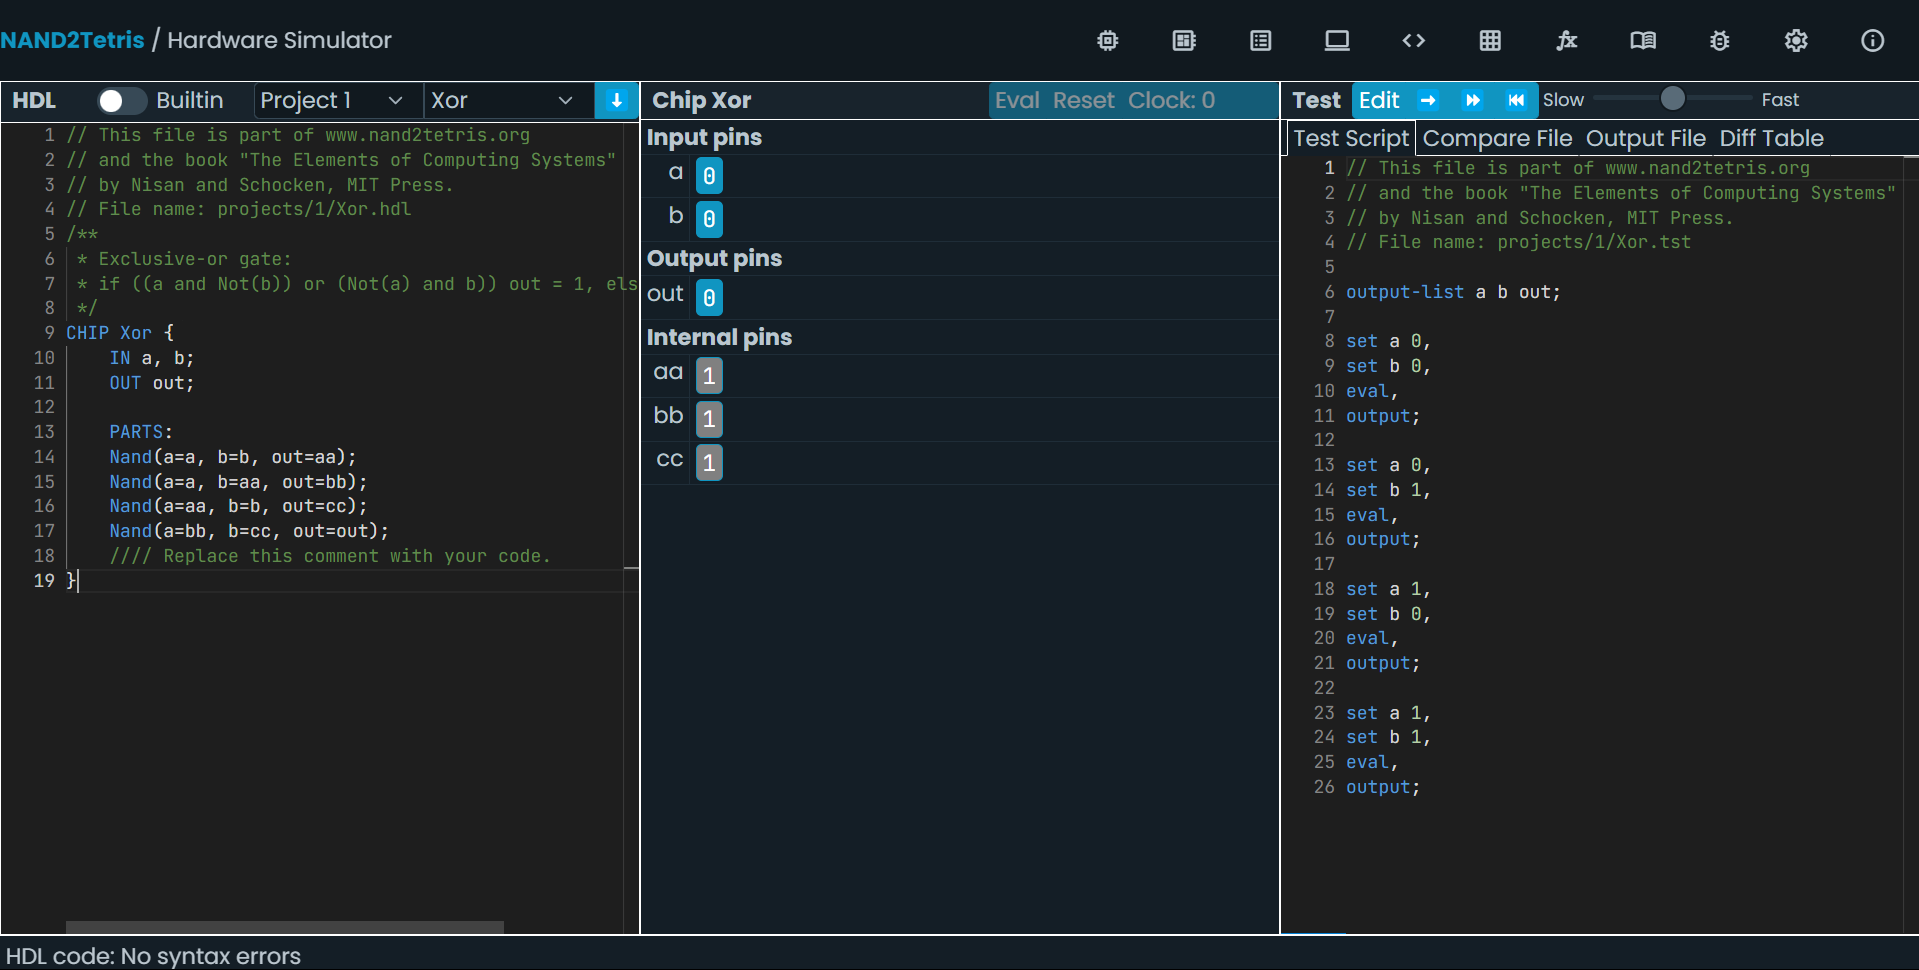 NAND2Tetris / Hardware Simulator
HDL Builtin Project 1 Xor
1 // This file is part of www.nand2tetris.org
2 // and the book "The Elements of Computing Systems"
3 // by Nisan and Schocken, MIT Press.
4 // File name: projects/1/Xor.hdl
5 /**
6 * Exclusive-or gate:
7 * if ((a and Not(b)) or (Not(a) and b)) out = 1, els
8 */
9 CHIP Xor {
10 IN a, b;
11 OUT out;
12
13 PARTS:
14 Nand(a=a, b=b, out=aa);
15 Nand(a=a, b=aa, out=bb);
16 Nand(a=aa, b=b, out=cc);
17 Nand(a=bb, b=cc, out=out);
18 //// Replace this comment with your code.
19 }
Chip Xor Eval Reset Clock: 0
Input pins
a 0
b 0
Output pins
out 0
Internal pins
aa 1
bb 1
cc 1
Test Edit Slow Fast
Test Script Compare File Output File Diff Table
1 // This file is part of www.nand2tetris.org
2 // and the book "The Elements of Computing Systems"
3 // by Nisan and Schocken, MIT Press.
4 // File name: projects/1/Xor.tst
5
6 output-list a b out;
7
8 set a 0,
9 set b 0,
10 eval,
11 output;
12
13 set a 0,
14 set b 1,
15 eval,
16 output;
17
18 set a 1,
19 set b 0,
20 eval,
21 output;
22
23 set a 1,
24 set b 1,
25 eval,
26 output;
HDL code: No syntax errors